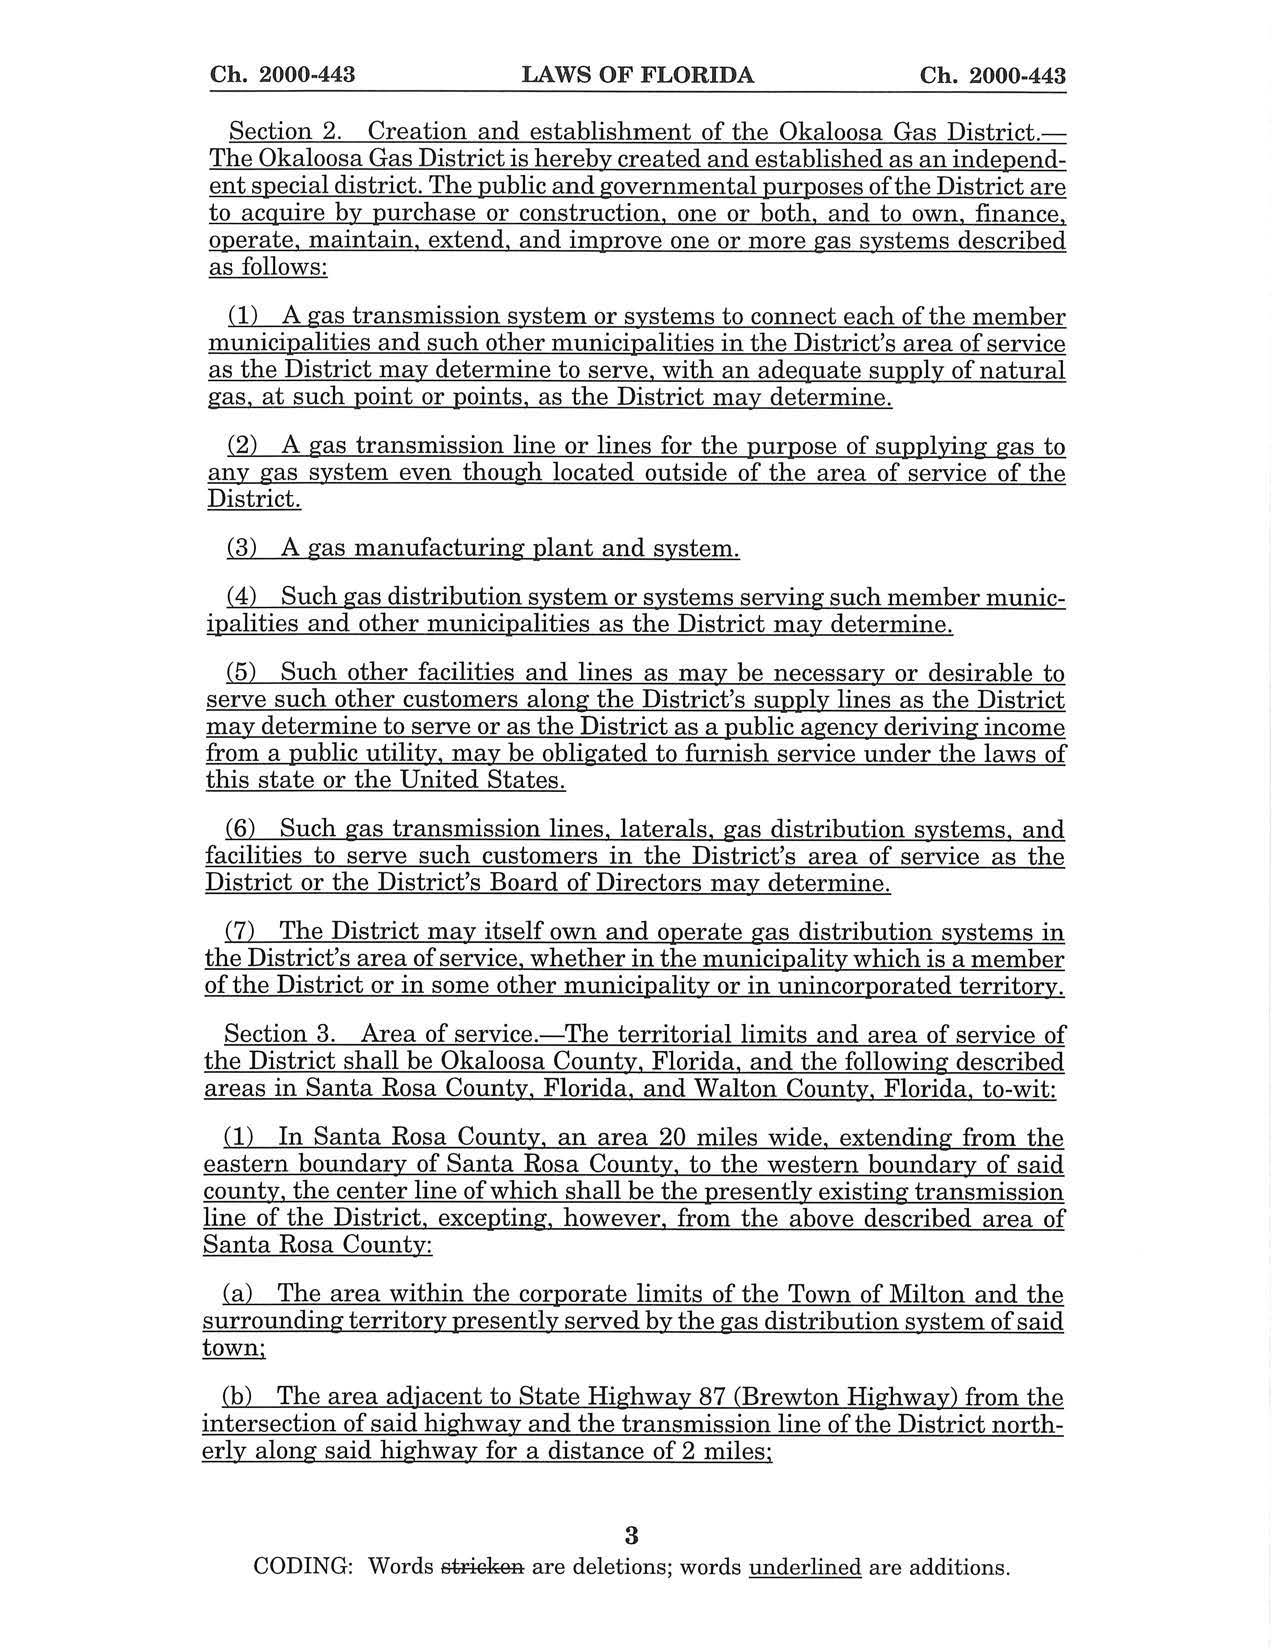 Ch. 2000-443 LAWS OF FLORIDA Ch. 2000-443
Section 2. Creation and establishment of the Okaloosa Gas District.—
The Okaloosa Gas District is hereby created and established as an independ-
ent special district. The public and governmental purposes of the District are
to acquire by purchase or construction, one or both, and to own, finance,
operate, maintain, extend, and improve one or more gas systems described
as follows:
(1) A gas transmission system or systems to connect each of the member
municipalities and such other municipalities in the District's area of service
as the District may determine to serve, with an adequate supply of natural
gas, at such point or points, as the District may determine.
(2) A gas transmission line or lines for the purpose of supplying gas to
any gas system even though located outside of the area of service of the
District.
(3) A gas manufacturing plant and system.
(4) Such gas distribution system or systems serving such member munic-
ipalities and other municipalities as the District may determine.
(5) Such other facilities and lines as may be necessary or desirable to
serve such other customers along the District's supply lines as the District
may determine to serve or as the District as a public agency deriving income
from a public utility, may be obligated to furnish service under the laws of
this state or the United States.
(6) Such gas transmission lines, laterals, gas distribution systems, and
facilities to serve such customers in the District's area of service as the
District or the District's Board of Directors may determine.
(7) The District may itself own and operate gas distribution systems in
the District's area of service, whether in the municipality which is a member
of the District or in some other municipality or in unincorporated territory.
Section 3. Area of service.—The territorial limits and area of service of
the District shall be Okaloosa County, Florida, and the following described
areas in Santa Rosa County, Florida, and Walton County, Florida, to-wit:
(1) In Santa Rosa County, an area 20 miles wide, extending from the
eastern boundary of Santa Rosa County, to the western boundary of said
county, the center line of which shall be the presently existing transmission
line of the District, excepting, however, from the above described area of
Santa Rosa County:
(a) The area within the corporate limits of the Town of Milton and the
surrounding territory presently served by the gas distribution system of said
town;
(b) The area adjacent to State Highway 87 (Brewton Highway) from the
intersection of said highway and the transmission line of the District north-
erly along said highway for a distance of 2 miles;
3
CODING: Words stricken are deletions; words underlined are additions.